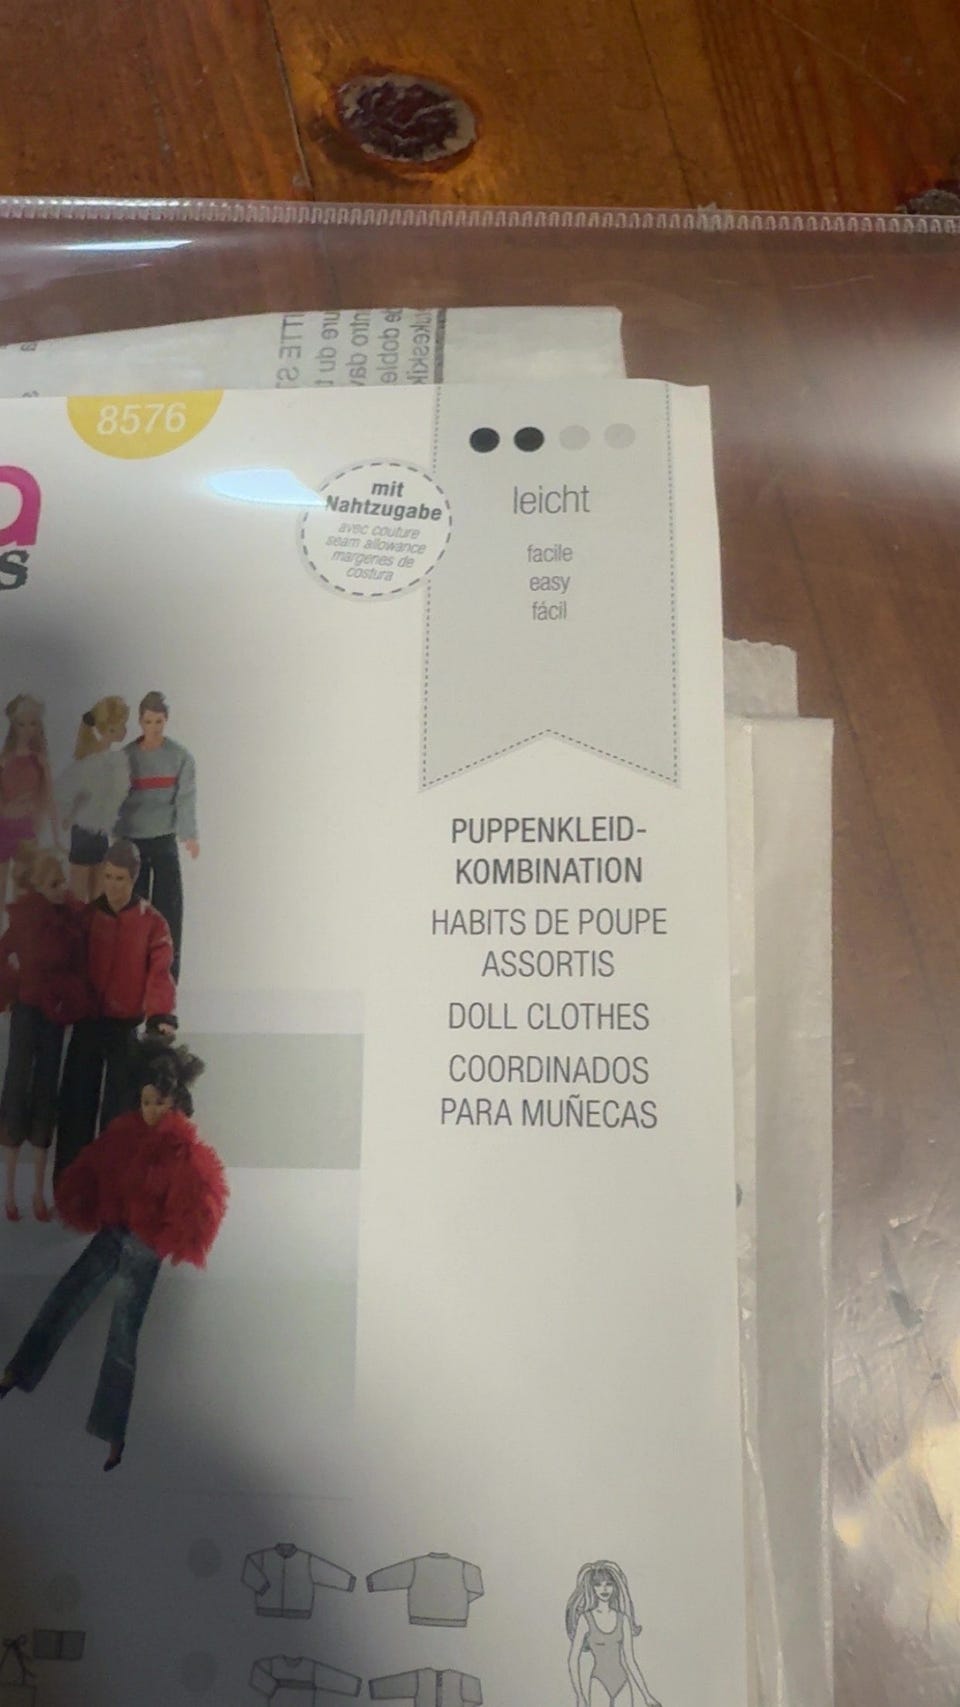 8576
mit
Nahtzugabe
avec couture
seam allowance
margenes de
costura
leicht
facile
easy
fácil
PUPPENKLEID-
KOMBINATION
HABITS DE POUPE
ASSORTIS
DOLL CLOTHES
COORDINADOS
PARA MUÑECAS